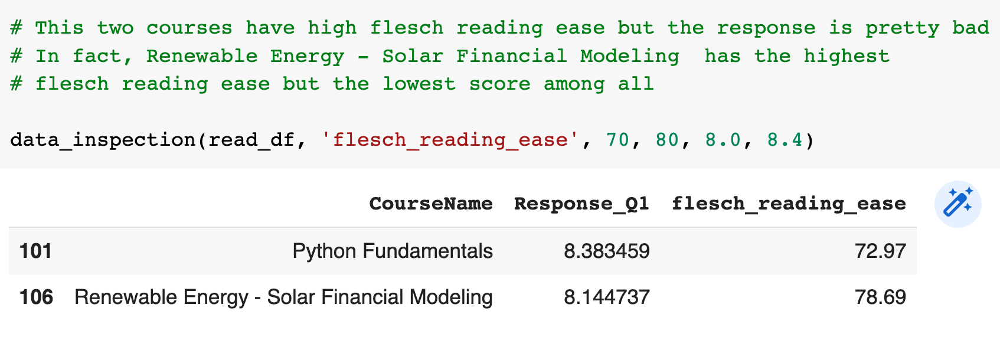 # This two courses have high flesch reading ease but the response is pretty bad
# In fact, Renewable Energy – Solar Financial Modeling  has the highest
# flesch reading ease but the lowest score among all
data_inspection(read_df, 'flesch_reading_ease', 70, 80, 8.0, 8.4)
CourseName Response_Q1 flesch_reading_ease
101 Python Fundamentals 8.383459 72.97
106 Renewable Energy - Solar Financial Modeling 8.144737 78.69